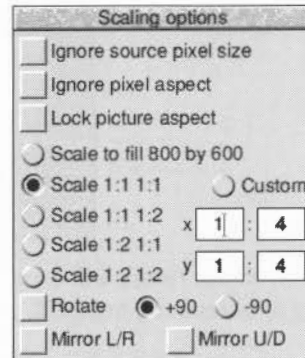 Scaling options
Ignore source pixel size
Ignore pixel aspect
Lock picture aspect
Scale to fill 800 by 600
Scale 1:1 1:1 Custom
Scale 1:1 1:2 x 1 : 4
Scale 1:2 1:1
Scale 1:2 1:2 y 1 : 4
Rotate +90 -90
Mirror L/R Mirror U/D